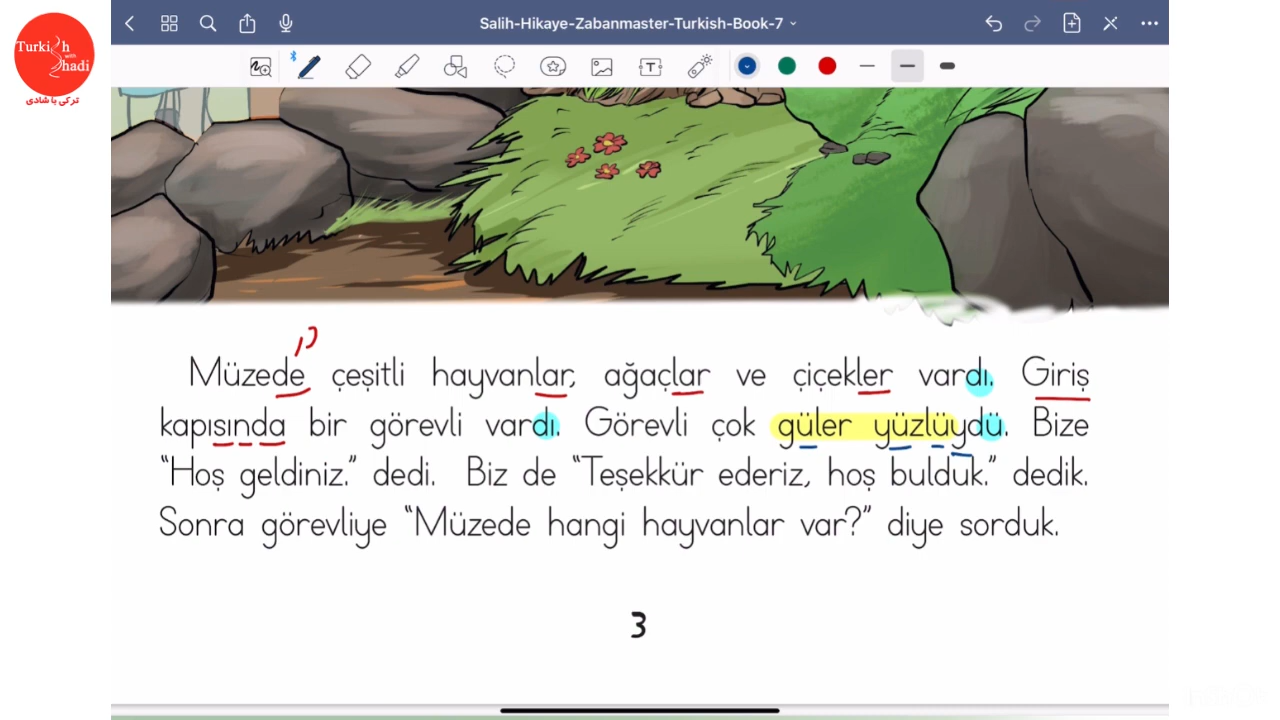 Turkish
with
Shadi
ترکی با شادی
Salih-Hikaye-Zabanmaster-Turkish-Book-7
T
در
Müzede çeşitli hayvanlar, ağaçlar ve çiçekler vardı. Giriş
kapısında bir görevli vardı. Görevli çok güler yüzlüydü. Bize
“Hoş geldiniz.” dedi. Biz de “Teşekkür ederiz, hoş bulduk.” dedik.
Sonra görevliye “Müzede hangi hayvanlar var?” diye sorduk.
3